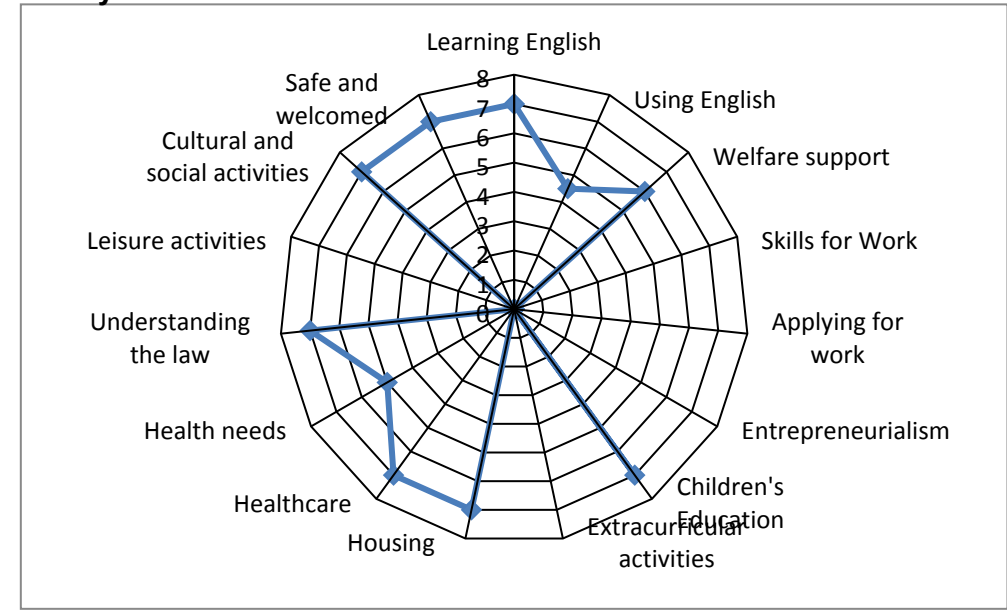 Learning English
Using English
Welfare support
Skills for Work
Applying for
work
Entrepreneurialism
Children's
Education
Extracurricular
activities
Housing
Healthcare
Health needs
Understanding
the law
Leisure activities
Cultural and
social activities
Safe and
welcomed
8
7
6
5
4
3
2
1
0